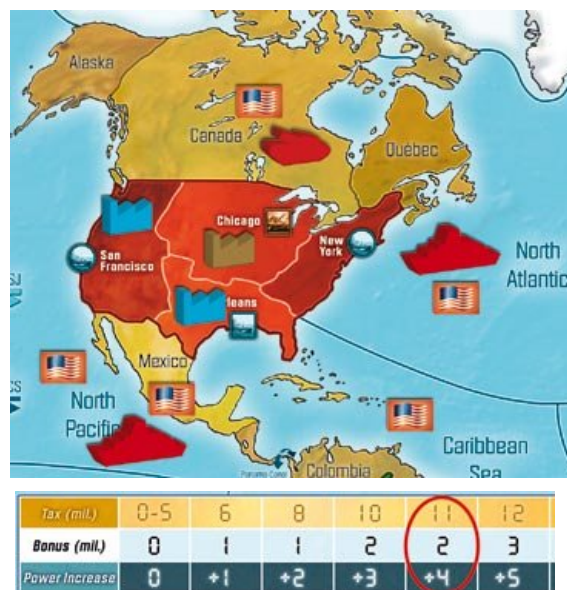 Alaska
Canada
Québec
Chicago
San
Francisco
New
York
leans
North
Atlantic
Mexico
North
Pacific
Caribbean
Sea
Panama Canal
Colombia
Tax (mil.) 0-5 6 8 10 11 12
Bonus (mil.) 0 1 1 2 2 3
Power Increase 0 +1 +2 +3 +4 +5